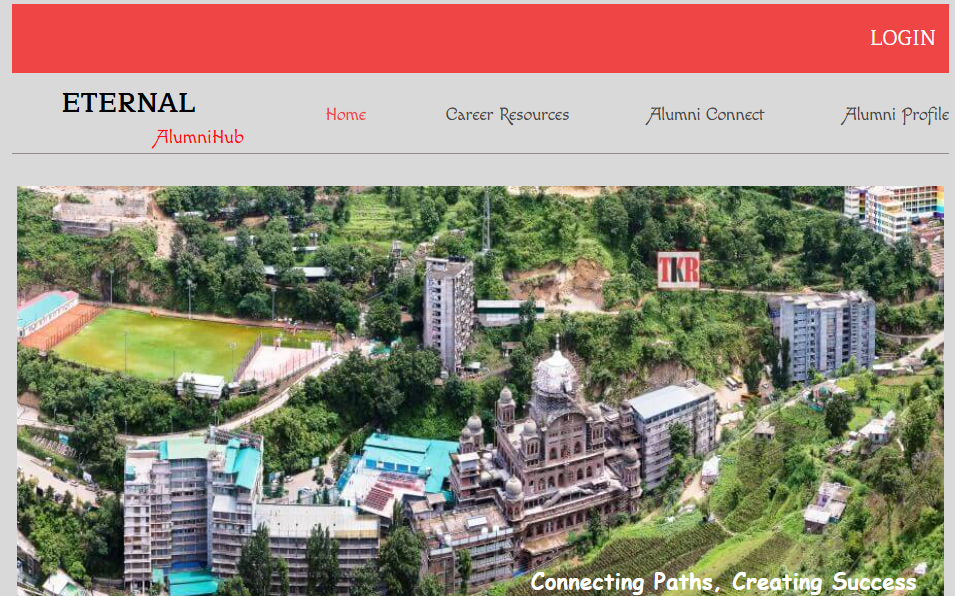 LOGIN
ETERNAL
AlumniHub
Home
Career Resources
Alumni Connect
Alumni Profile
TKR
Connecting Paths, Creating Success